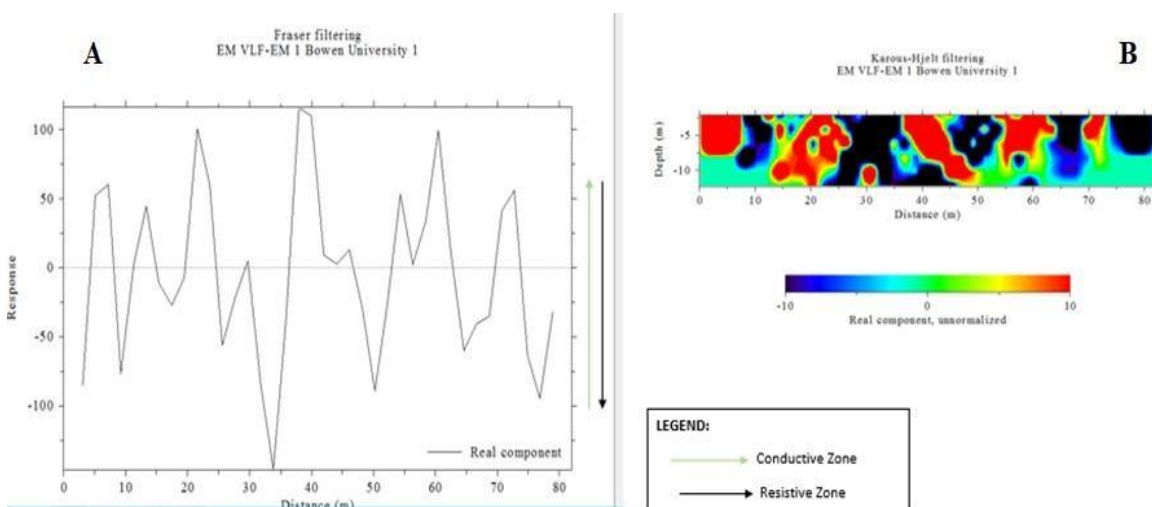 A
Fraser filtering
EM VLF-EM 1 Bowen University 1
100
50
0
-50
-100
Response
Real component
0 10 20 30 40 50 60 70 80
Distance (m)
B
Karous-Hjelt filtering
EM VLF-EM 1 Bowen University 1
-5
-10
Depth (m)
0 10 20 30 40 50 60 70 80
Distance (m)
-10 0 10
Real component, unnormalized
LEGEND:
Conductive Zone
Resistive Zone